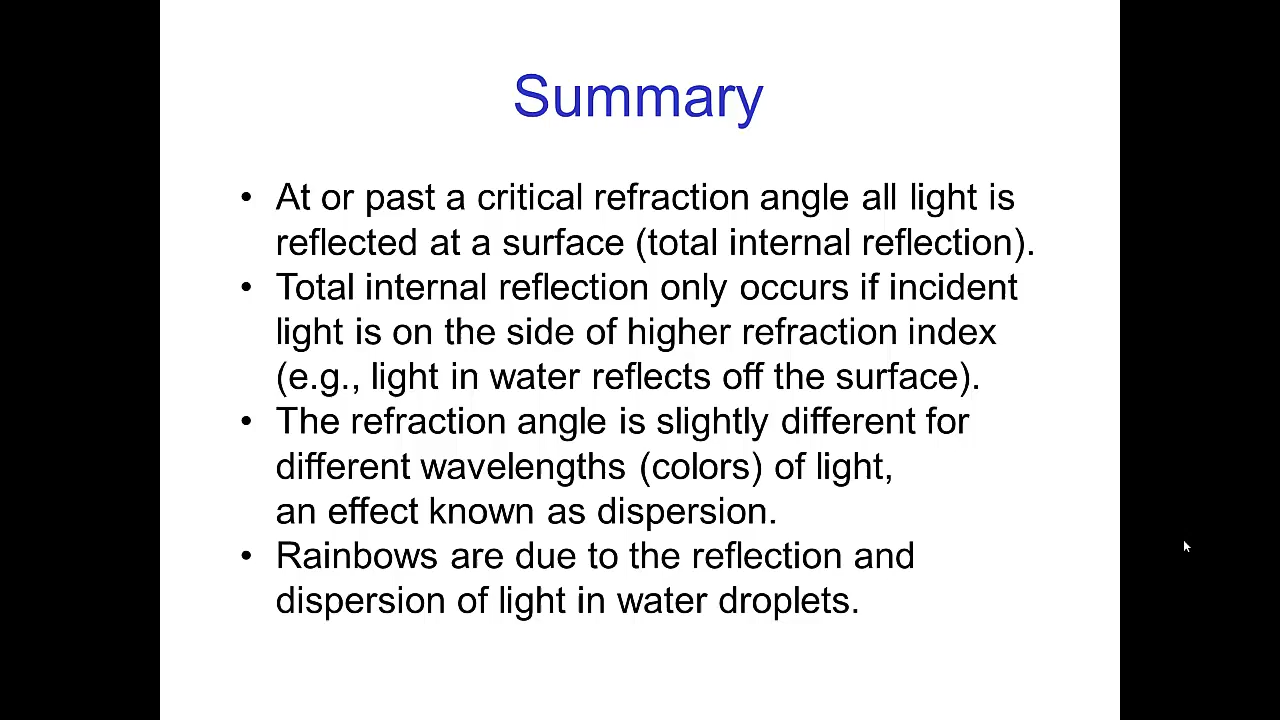 Summary
• At or past a critical refraction angle all light is
reflected at a surface (total internal reflection).
• Total internal reflection only occurs if incident
light is on the side of higher refraction index
(e.g., light in water reflects off the surface).
• The refraction angle is slightly different for
different wavelengths (colors) of light,
an effect known as dispersion.
• Rainbows are due to the reflection and
dispersion of light in water droplets.